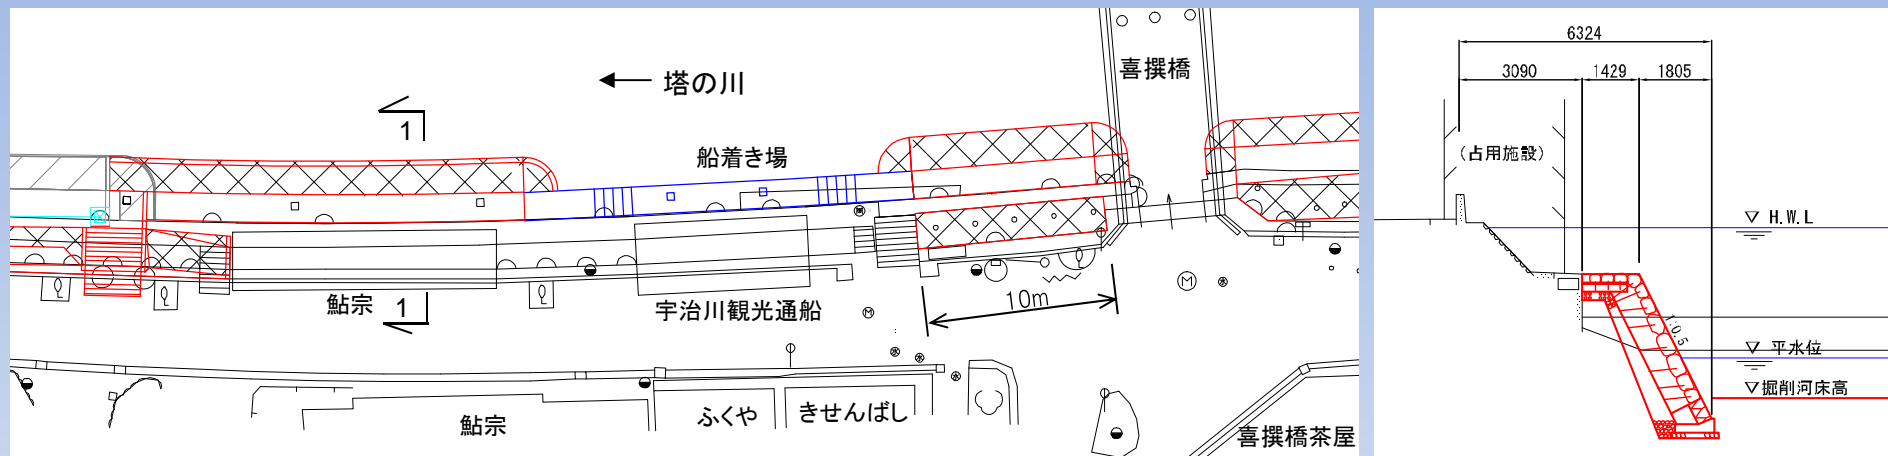 塔の川
喜撰橋
1
船着き場
鮎宗
1
宇治川観光通船
10m
鮎宗
ふくや
きせんばし
喜撰橋茶屋
M
M
6324
3090
1429
1805
(占用施設)
H.W.L
1:0.5
平水位
掘削河床高